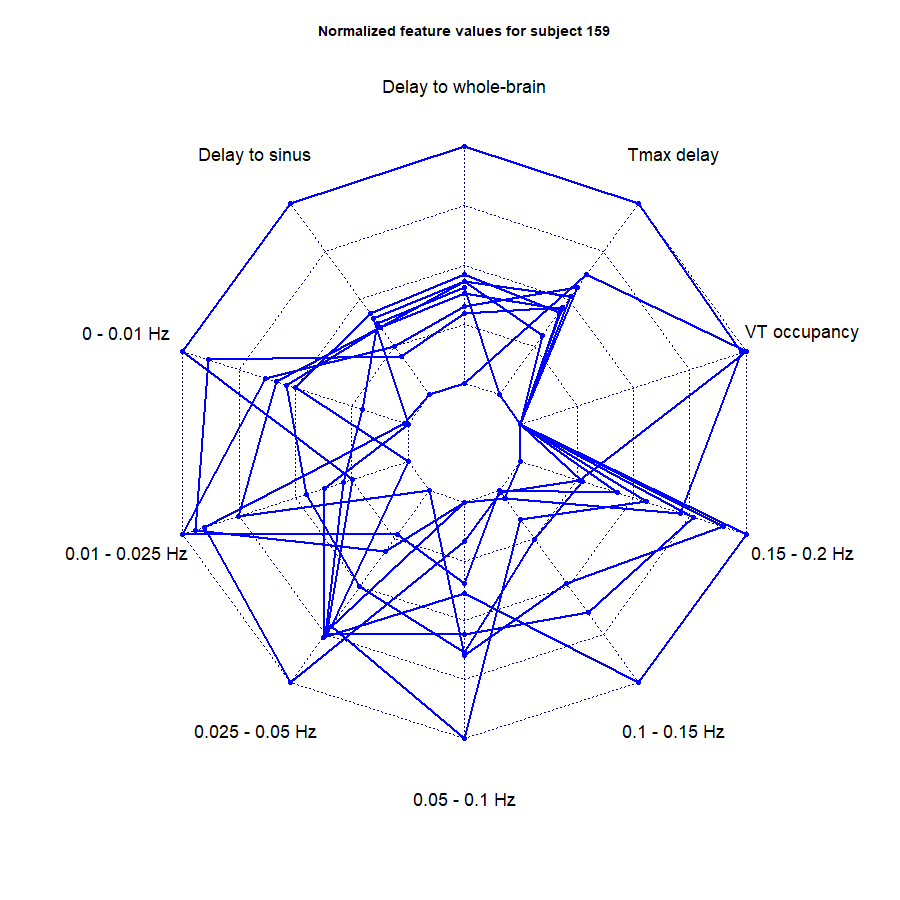 Normalized feature values for subject 159
Delay to whole-brain
Delay to sinus
Tmax delay
0 - 0.01 Hz
VT occupancy
0.01 - 0.025 Hz
0.15 - 0.2 Hz
0.025 - 0.05 Hz
0.1 - 0.15 Hz
0.05 - 0.1 Hz